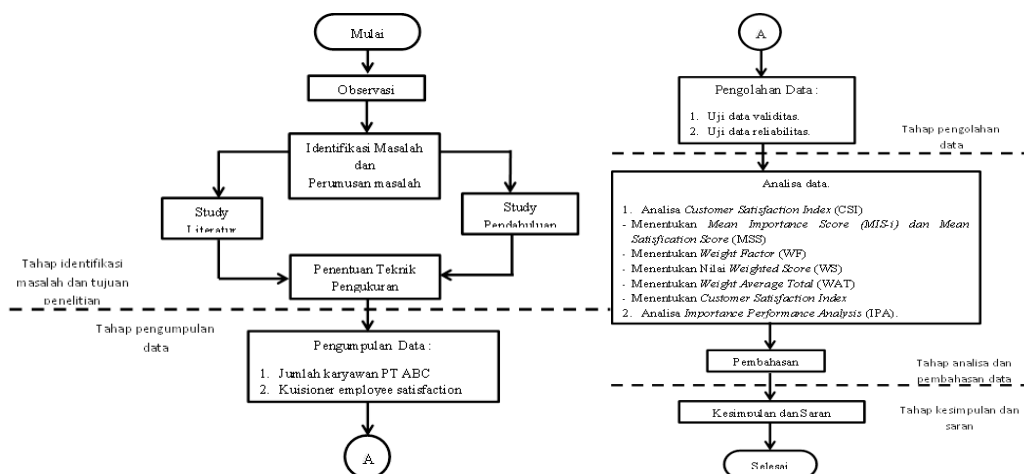 Mulai
Observasi
Identifikasi Masalah
dan
Perumusan masalah
Study
Literatur
Study
Pendahuluan
Penentuan Teknik
Pengukuran
Tahap identifikasi
masalah dan tujuan
penelitian
Tahap pengumpulan
data
Pengumpulan Data :
1. Jumlah karyawan PT ABC
2. Kuisioner employee satisfaction
A
A
Pengolahan Data :
1. Uji data validitas.
2. Uji data reliabilitas.
Tahap pengolahan
data
Analisa data.
1. Analisa Customer Satisfaction Index (CSI)
- Menentukan Mean Importance Score (MIS-i) dan Mean
Satisfication Score (MSS)
- Menentukan Weight Factor (WF)
- Menentukan Nilai Weighted Score (WS)
- Menentukan Weight Average Total (WAT)
- Menentukan Customer Satisfaction Index
2. Analisa Importance Performance Analysis (IPA).
Pembahasan
Tahap analisa dan
pembahasan data
Kesimpulan dan Saran
Tahap kesimpulan dan
saran
Selesai